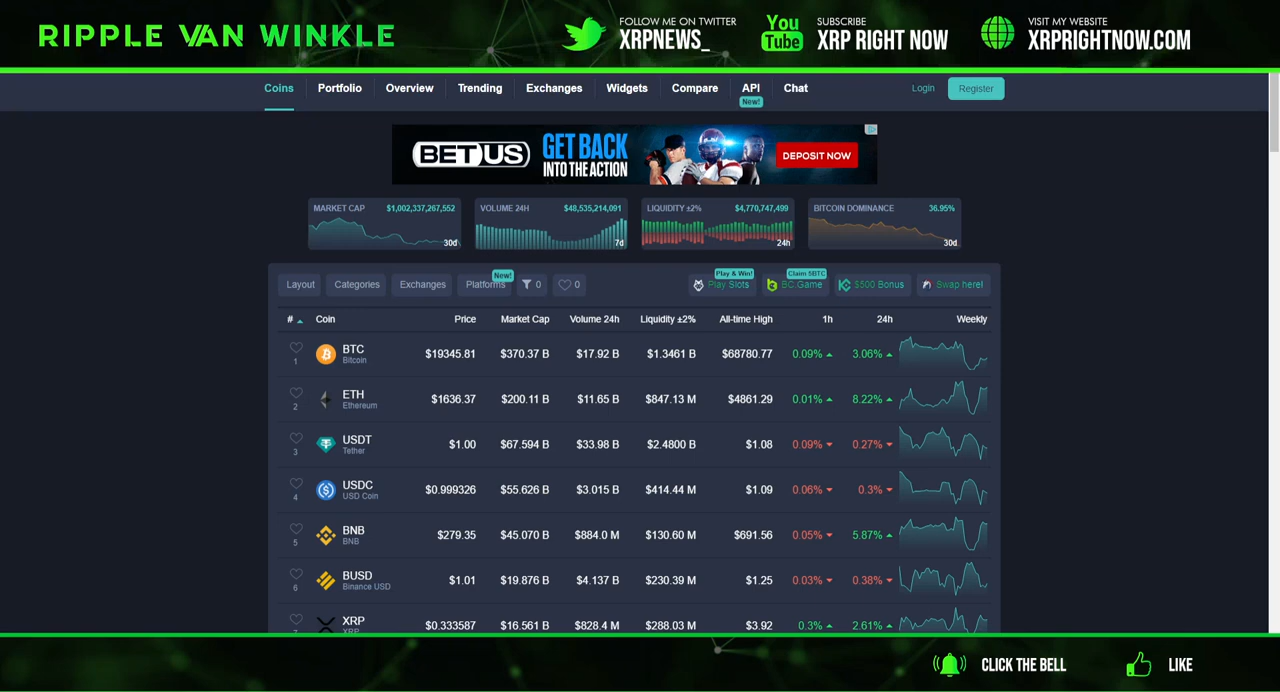 RIPPLE VAN WINKLE
FOLLOW ME ON TWITTER
XRPNEWS_
You Tube
SUBSCRIBE
XRP RIGHT NOW
VISIT MY WEBSITE
XRPRIGHTNOW.COM
Coins Portfolio Overview Trending Exchanges Widgets Compare API Chat Login Register
New!
BETUS GET BACK INTO THE ACTION DEPOSIT NOW
MARKET CAP $1,002,337,267,552 30d
VOLUME 24H $48,535,214,091 7d
LIQUIDITY ±2% $4,770,747,499 24h
BITCOIN DOMINANCE 36.95% 30d
Layout Categories Exchanges Platforms New! 0 0 Play Slots Play & Win! BC.Game Claim 5BTC $500 Bonus Swap here!
# Coin Price Market Cap Volume 24h Liquidity ±2% All-time High 1h 24h Weekly
1 BTC Bitcoin $19345.81 $370.37 B $17.92 B $1.3461 B $68780.77 0.09% 3.06%
2 ETH Ethereum $1636.37 $200.11 B $11.65 B $847.13 M $4861.29 0.01% 8.22%
3 USDT Tether $1.00 $67.594 B $33.98 B $2.4800 B $1.08 0.09% 0.27%
4 USDC USD Coin $0.999326 $55.626 B $3.015 B $414.44 M $1.09 0.06% 0.3%
5 BNB BNB $279.35 $45.070 B $884.0 M $130.60 M $691.56 0.05% 5.87%
6 BUSD Binance USD $1.01 $19.876 B $4.137 B $230.39 M $1.25 0.03% 0.38%
XRP XRP $0.333587 $16.561 B $828.4 M $288.03 M $3.92 0.3% 2.61%
CLICK THE BELL LIKE